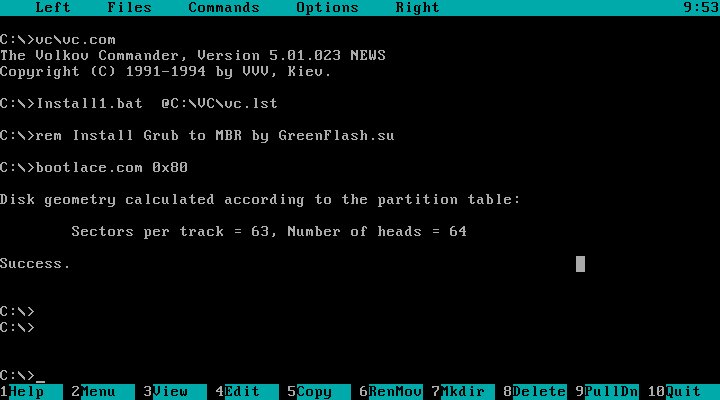 Left Files Commands Options Right 9:53
C:\>vc\vc.com
The Volkov Commander, Version 5.01.023 NEWS
Copyright (C) 1991-1994 by VVV, Kiev.
C:\>Install1.bat @C:\VC\vc.lst
C:\>rem Install Grub to MBR by GreenFlash.su
C:\>bootlace.com 0x80
Disk geometry calculated according to the partition table:
Sectors per track = 63, Number of heads = 64
Success.
C:\>
C:\>
C:\>_
1Help 2Menu 3View 4Edit 5Copy 6RenMov 7Mkdir 8Delete 9PullDn 10Quit